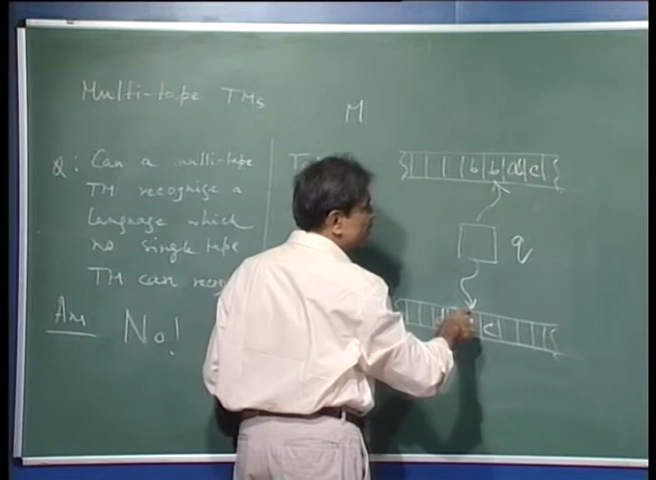 Multi-tape TMs
M
Q: Can a multi-tape
TM recognize a
language which
no single tape
TM can
Ans
No!
b b a c
q
c